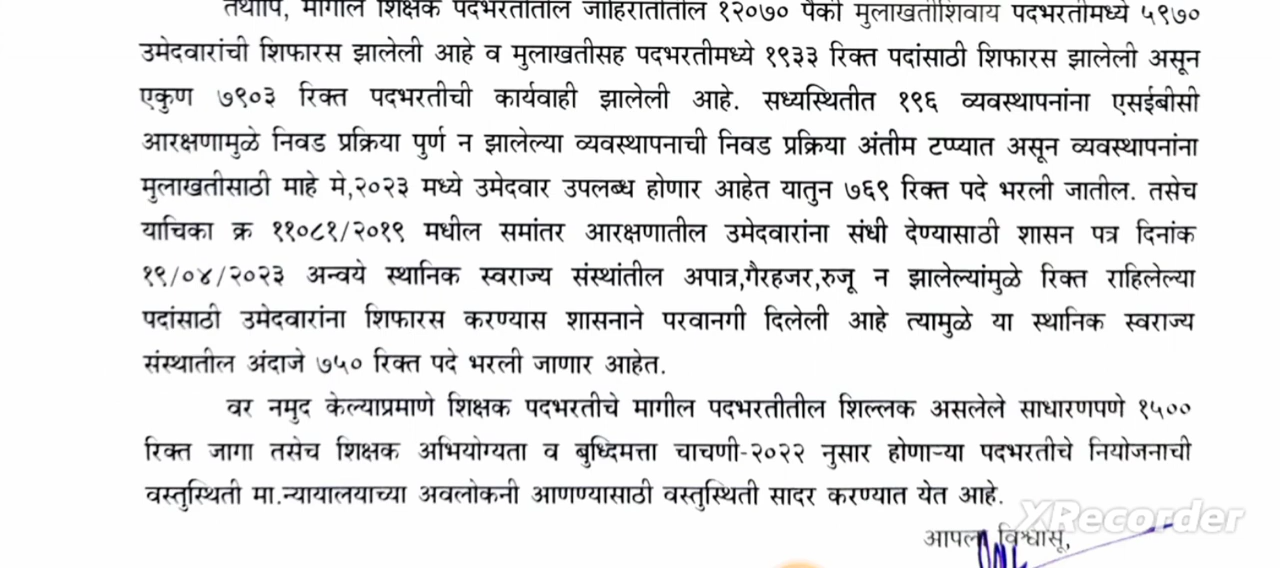 तथापि, मागील शिक्षक पदभरतीतील जाहिरातीतील १२०७० पैकी मुलाखतीशिवाय पदभरतीमध्ये ५९७०
उमेदवारांची शिफारस झालेली आहे व मुलाखतीसह पदभरतीमध्ये १९३३ रिक्त पदांसाठी शिफारस झालेली असून
एकुण ७९०३ रिक्त पदभरतीची कार्यवाही झालेली आहे. सध्यस्थितीत १९६ व्यवस्थापनांना एसईबीसी
आरक्षणामुळे निवड प्रक्रिया पुर्ण न झालेल्या व्यवस्थापनाची निवड प्रक्रिया अंतीम टप्प्यात असून व्यवस्थापनांना
मुलाखतीसाठी माहे मे,२०२३ मध्ये उमेदवार उपलब्ध होणार आहेत यातुन ७६९ रिक्त पदे भरली जातील. तसेच
याचिका क्र ११०८१/२०१९ मधील समांतर आरक्षणातील उमेदवारांना संधी देण्यासाठी शासन पत्र दिनांक
१९/०४/२०२३ अन्वये स्थानिक स्वराज्य संस्थांतील अपात्र,गैरहजर,रुजू न झालेल्यांमुळे रिक्त राहिलेल्या
पदांसाठी उमेदवारांना शिफारस करण्यास शासनाने परवानगी दिलेली आहे त्यामुळे या स्थानिक स्वराज्य
संस्थातील अंदाजे ७५० रिक्त पदे भरली जाणार आहेत.
वर नमुद केल्याप्रमाणे शिक्षक पदभरतीचे मागील पदभरतीतील शिल्लक असलेले साधारणपणे १५००
रिक्त जागा तसेच शिक्षक अभियोग्यता व बुध्दिमत्ता चाचणी-२०२२ नुसार होणाऱ्या पदभरतीचे नियोजनाची
वस्तुस्थिती मा.न्यायालयाच्या अवलोकनी आणण्यासाठी वस्तुस्थिती सादर करण्यात येत आहे.
XRecorder
आपला विश्वासू,